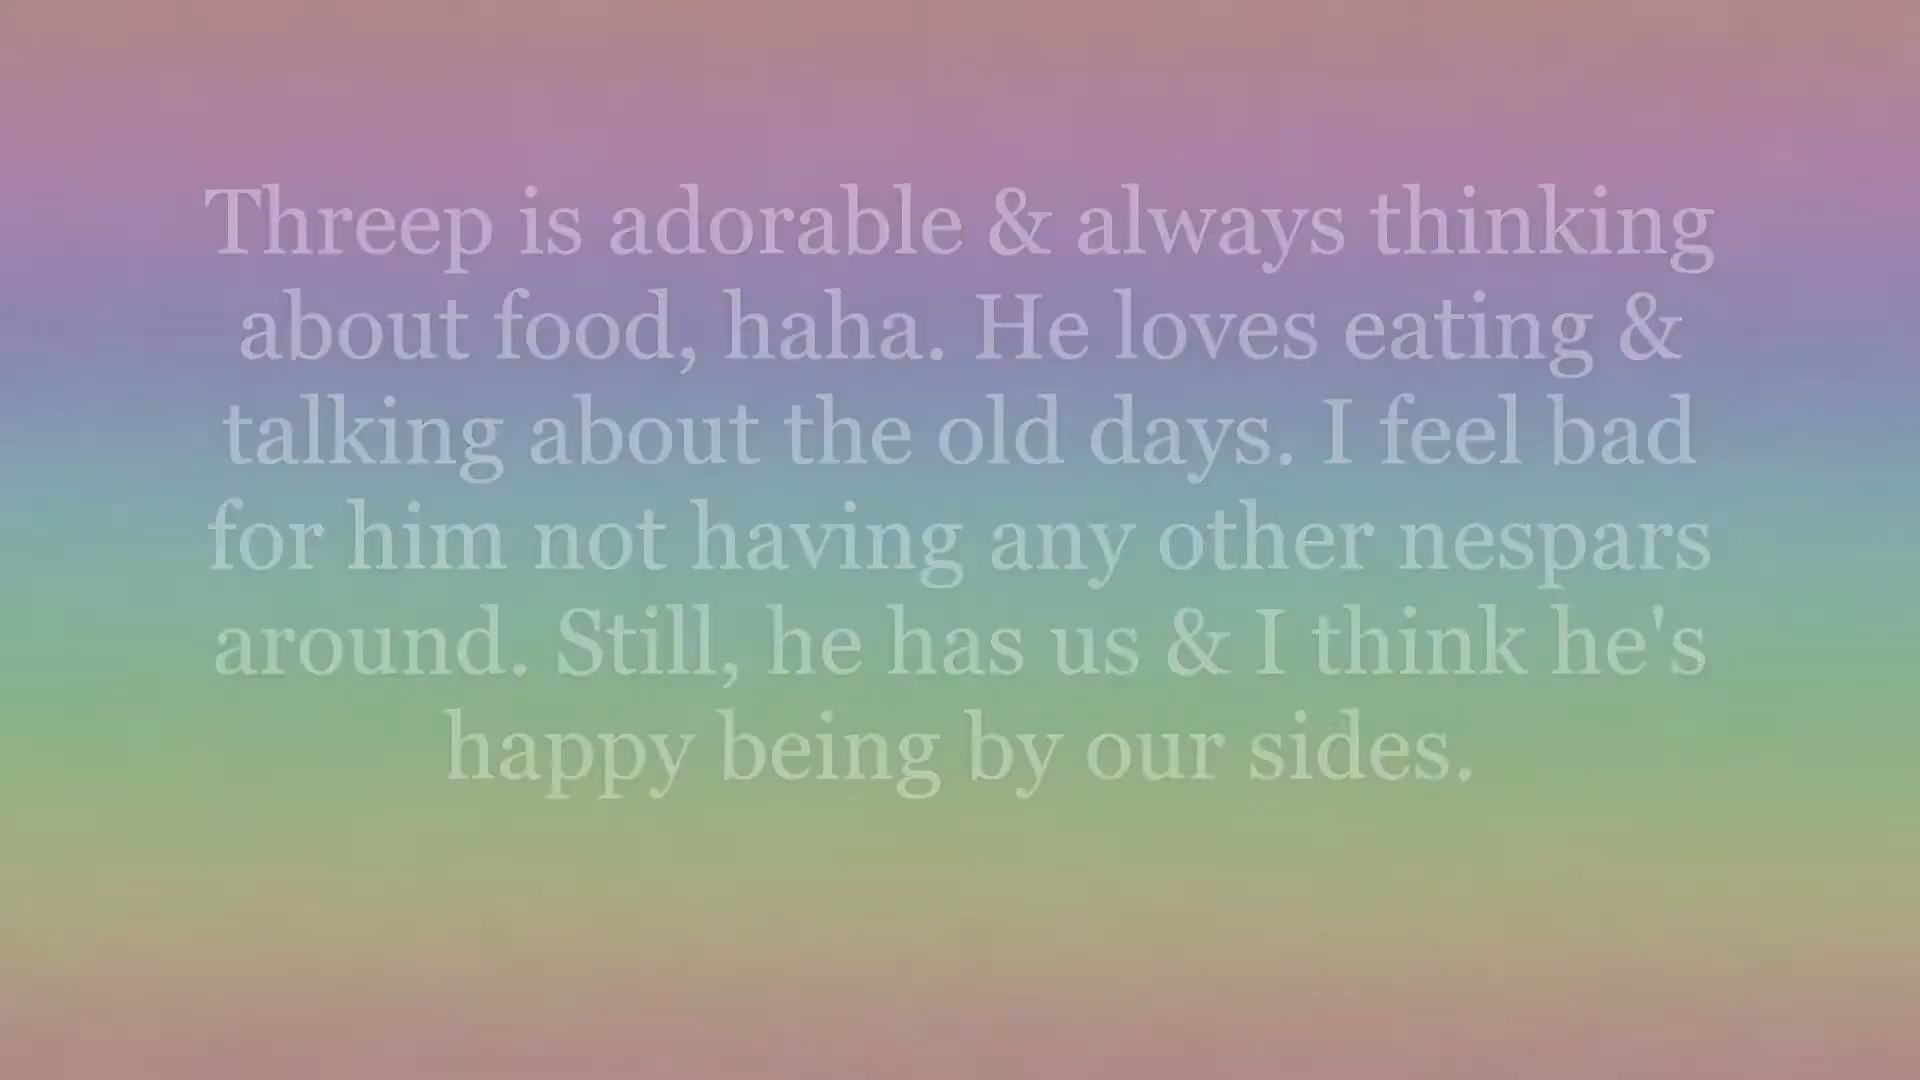 Threep is adorable & always thinking
about food, haha. He loves eating &
talking about the old days. I feel bad
for him not having any other nespars
around. Still, he has us & I think he's
happy being by our sides.